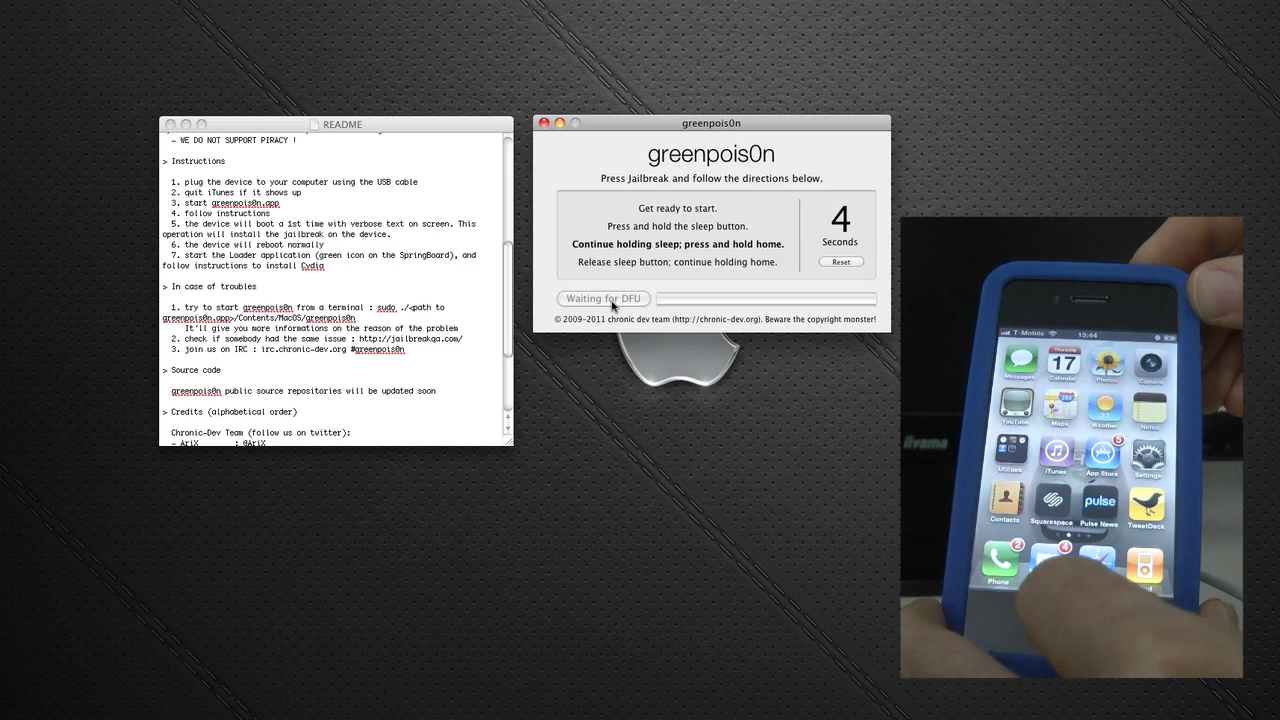 README
- WE DO NOT SUPPORT PIRACY !
> Instructions
1. plug the device to your computer using the USB cable
2. quit iTunes if it shows up
3. start greenpois0n.app
4. follow instructions
5. the device will boot a 1st time with verbose text on screen. This
operation will install the jailbreak on the device.
6. the device will reboot normally
7. start the Loader application (green icon on the SpringBoard), and
follow instructions to install Cydia
> In case of troubles
1. try to start greenpois0n from a terminal : sudo ./<path to
greenpois0n.app>/Contents/MacOS/greenpois0n
It'll give you more informations on the reason of the problem
2. check if somebody had the same issue : http://jailbreakqa.com/
3. join us on IRC : irc.chronic-dev.org #greenpois0n
> Source code
greenpois0n public source repositories will be updated soon
> Credits (alphabetical order)
Chronic-Dev Team (follow us on twitter):
- AriX : @AriX
greenpois0n
greenpois0n
Press Jailbreak and follow the directions below.
Get ready to start.
Press and hold the sleep button.
Continue holding sleep; press and hold home.
Release sleep button; continue holding home.
4
Seconds
Reset
Waiting for DFU
© 2009-2011 chronic dev team (http://chronic-dev.org). Beware the copyright monster!
T-Mobile 15:44
Thursday
17
Messages Calendar Photos Camera
280
23
YouTube Maps Weather Notes
5
Utilities iTunes App Store Settings
pulse
Contacts Squarespace Pulse News TweetDeck
2
4
Phone
iiyama